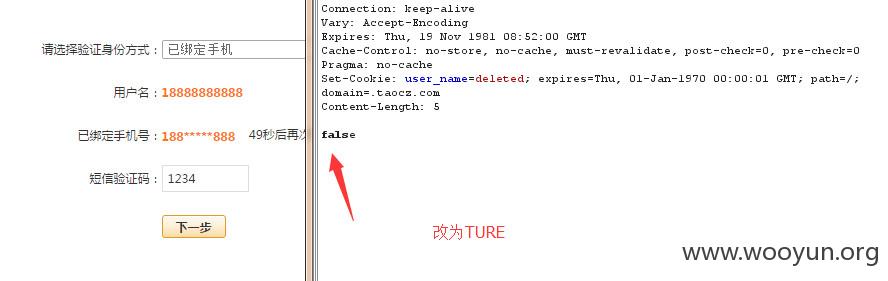 请选择验证身份方式：已绑定手机
用户名：18888888888
已绑定手机号：188*****888 49秒后再次
短信验证码：1234
下一步
Connection: keep-alive
Vary: Accept-Encoding
Expires: Thu, 19 Nov 1981 08:52:00 GMT
Cache-Control: no-store, no-cache, must-revalidate, post-check=0, pre-check=0
Pragma: no-cache
Set-Cookie: user_name=deleted; expires=Thu, 01-Jan-1970 00:00:01 GMT; path=/;
domain=.taocz.com
Content-Length: 5
false
改为TURE
www.wooyun.org